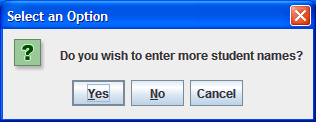 Select an Option
?
Do you wish to enter more student names?
Yes No Cancel